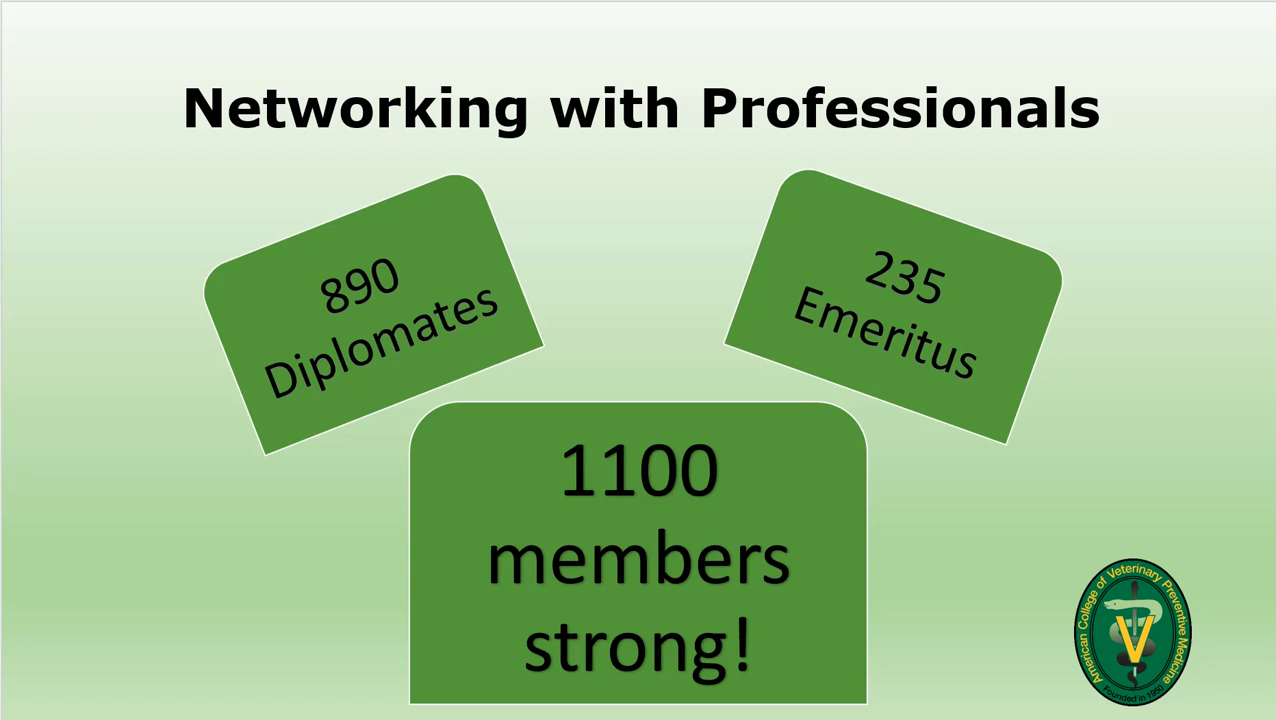 Networking with Professionals
890
Diplomates
235
Emeritus
1100
members
strong!
American College of Veterinary Preventive Medicine
V
Founded in 1950